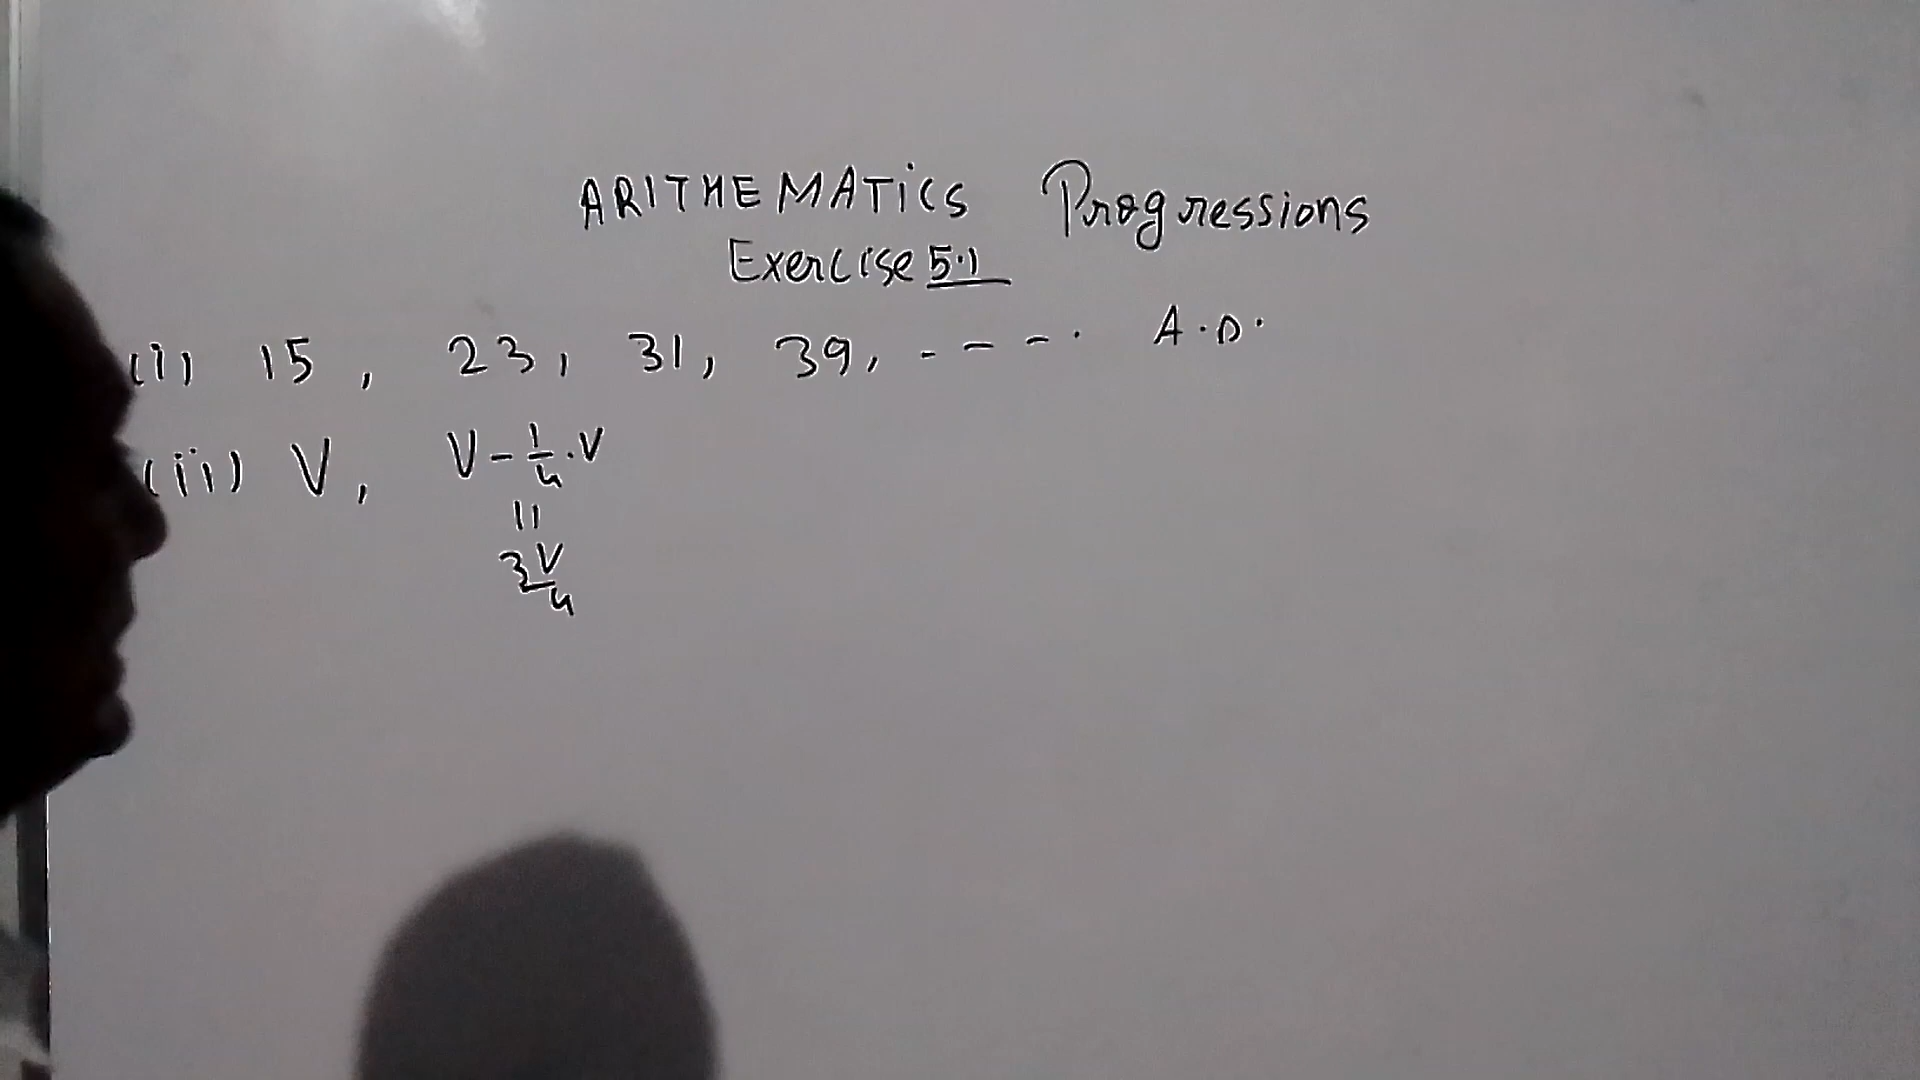 ARITHEMATICS Progressions
Exercise 5.1
(i) 15, 23, 31, 39, - - - . A.D.
(ii) V, V - 1/4 . V
||
3V/4